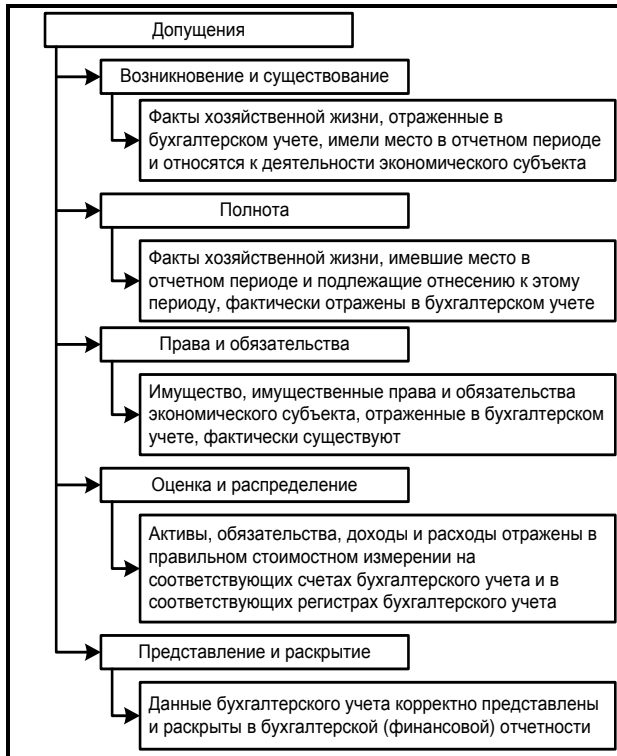 Допущения
Возникновение и существование
Факты хозяйственной жизни, отраженные в
бухгалтерском учете, имели место в отчетном периоде
и относятся к деятельности экономического субъекта
Полнота
Факты хозяйственной жизни, имевшие место в
отчетном периоде и подлежащие отнесению к этому
периоду, фактически отражены в бухгалтерском учете
Права и обязательства
Имущество, имущественные права и обязательства
экономического субъекта, отраженные в бухгалтерском
учете, фактически существуют
Оценка и распределение
Активы, обязательства, доходы и расходы отражены в
правильном стоимостном измерении на
соответствующих счетах бухгалтерского учета и в
соответствующих регистрах бухгалтерского учета
Представление и раскрытие
Данные бухгалтерского учета корректно представлены
и раскрыты в бухгалтерской (финансовой) отчетности